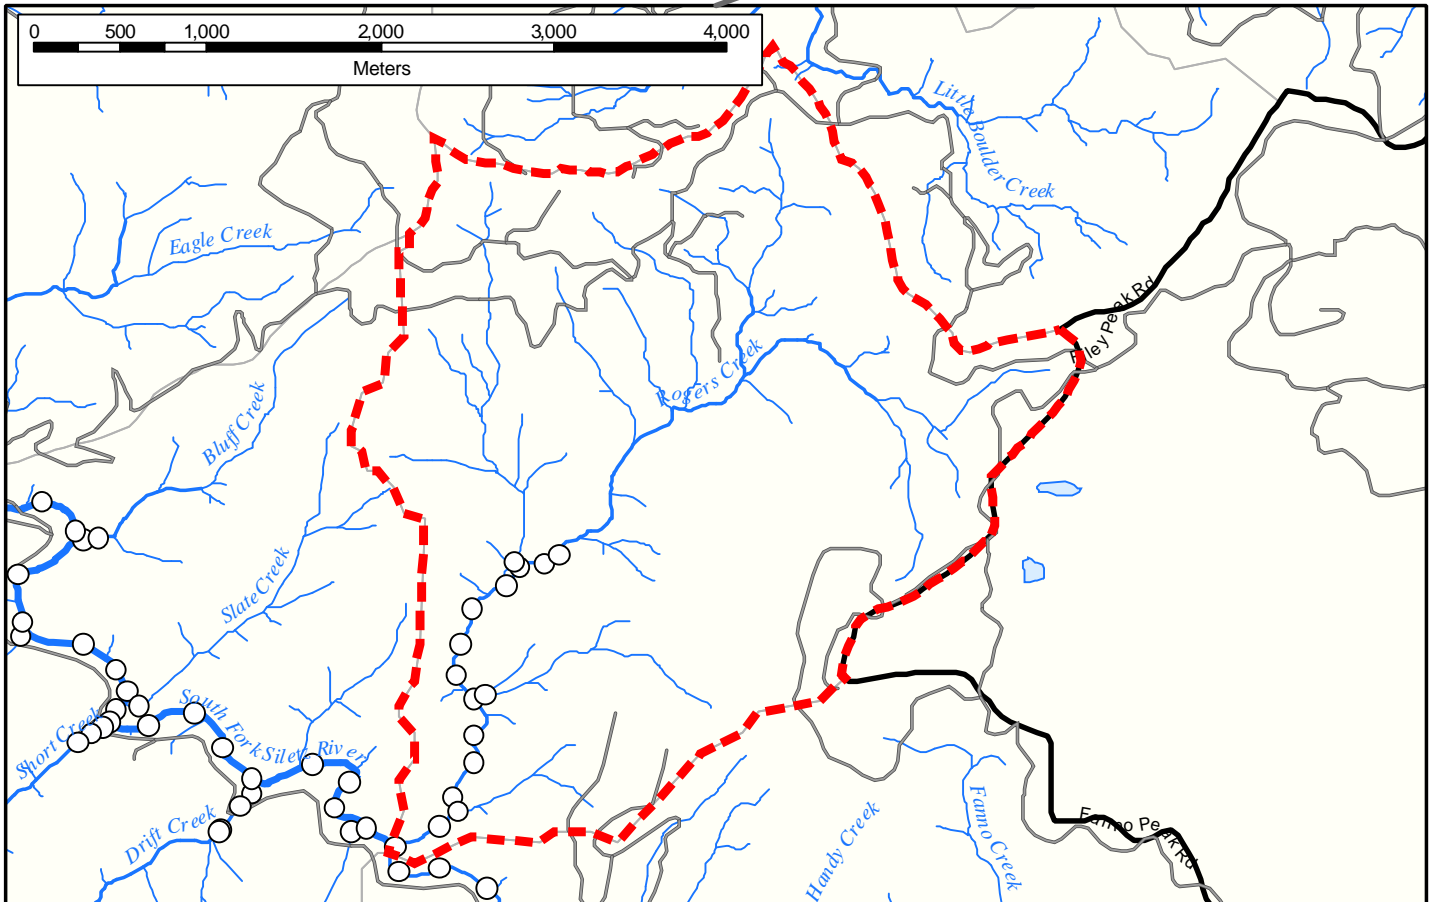 0 500 1,000 2,000 3,000 4,000
Meters
Little Boulder Creek
Eagle Creek
Riley Peak Rd
Rogers Creek
Bluff Creek
Slate Creek
South Fork Siletz River
Short Creek
Drift Creek
Handy Creek
Fanno Creek
Fanno Peak Rd